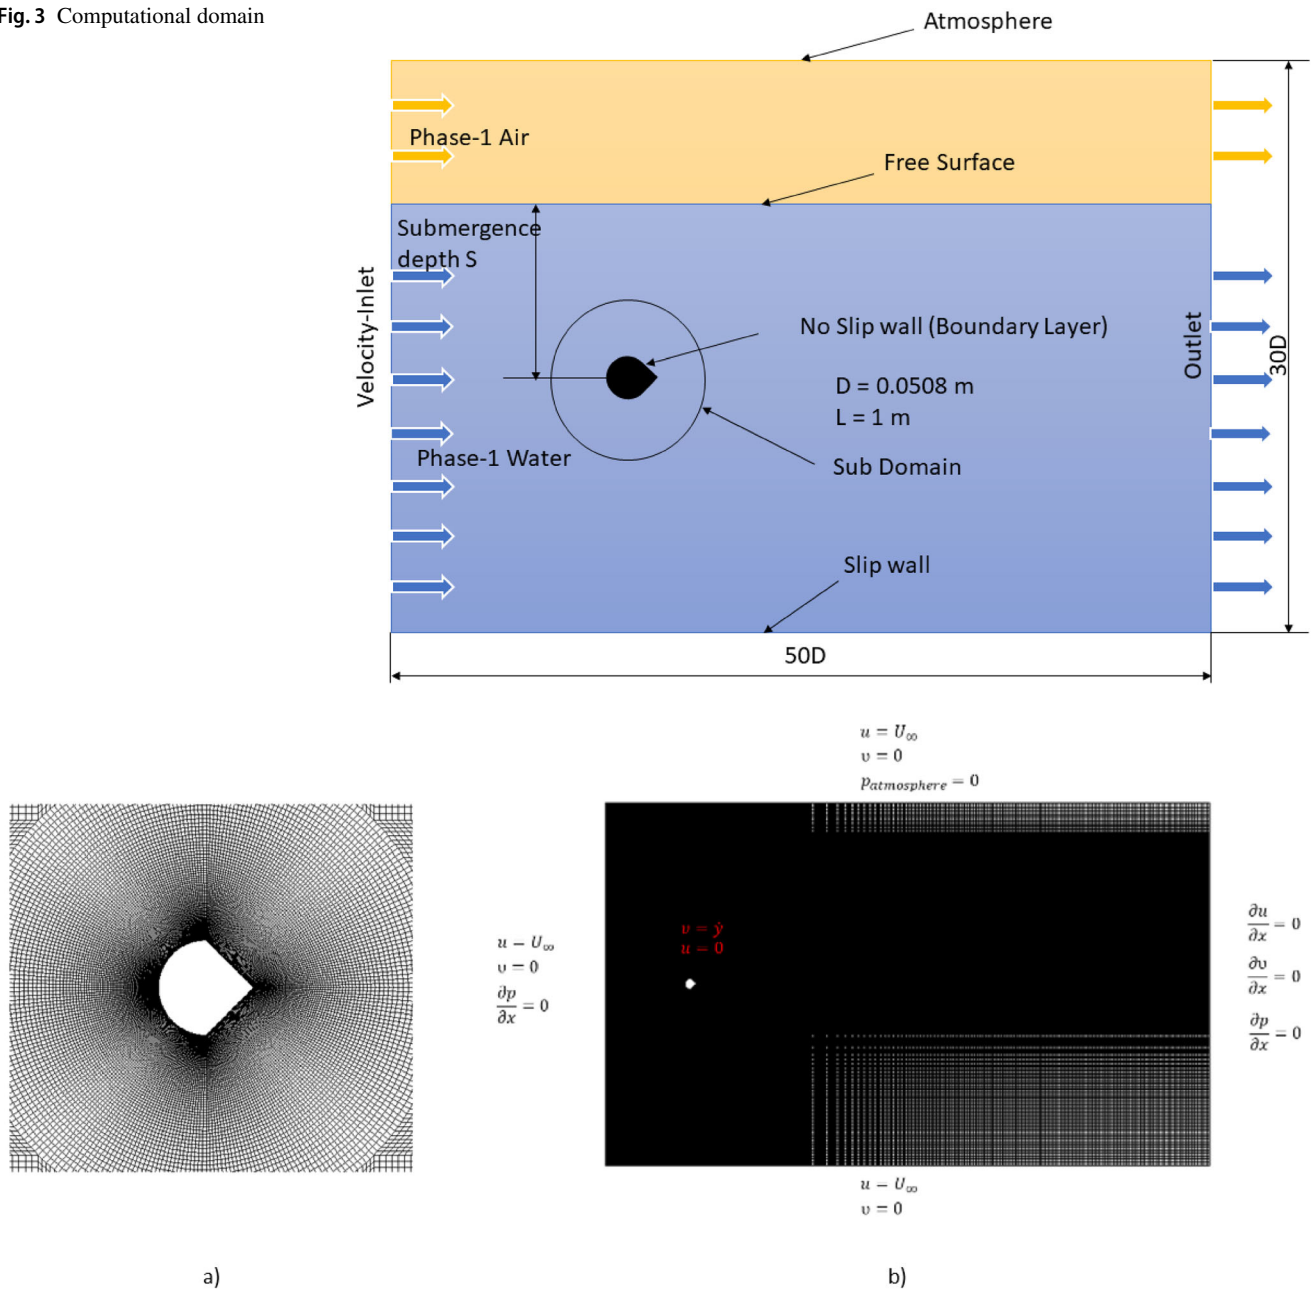 Fig. 3 Computational domain
Atmosphere
Phase-1 Air
Free Surface
Submergence
depth S
Velocity-Inlet
No Slip wall (Boundary Layer)
D = 0.0508 m
L = 1 m
Outlet
30D
Phase-1 Water
Sub Domain
Slip wall
50D
u = U∞
υ = 0
p_atmosphere = 0
u − U∞
υ = 0
∂p/∂x = 0
v = ẏ
u = 0
∂u/∂x = 0
∂υ/∂x = 0
∂p/∂x = 0
u − U∞
υ = 0
a)
b)